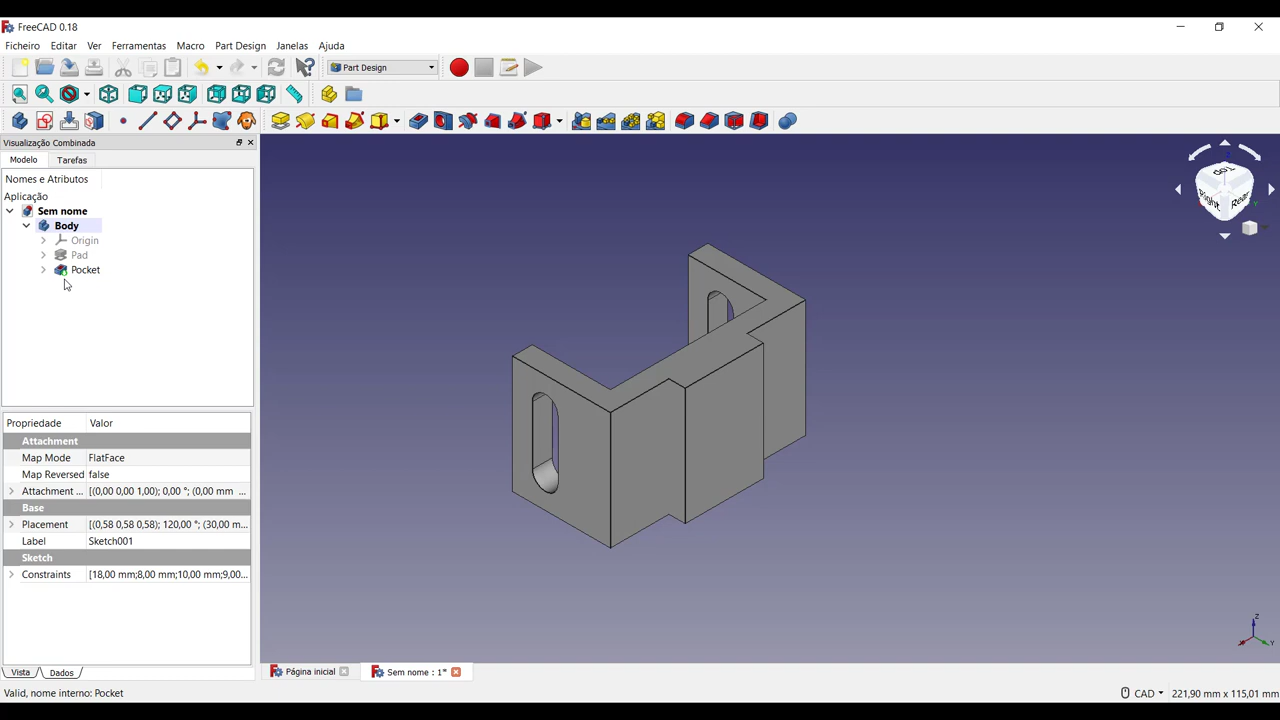 FreeCAD 0.18
Ficheiro Editar Ver Ferramentas Macro Part Design Janelas Ajuda
Part Design
Visualização Combinada
Modelo Tarefas
Nomes e Atributos
Aplicação
Sem nome
Body
Origin
Pad
Pocket
Top
Right Rear
Propriedade Valor
Attachment
Map Mode FlatFace
Map Reversed false
Attachment ... [(0,00 0,00 1,00); 0,00 °; (0,00 mm ...
Base
Placement [(0,58 0,58 0,58); 120,00 °; (30,00 m...
Label Sketch001
Sketch
Constraints [18,00 mm;8,00 mm;10,00 mm;9,00...
Z
X Y
Vista Dados
Página inicial Sem nome : 1*
Valid, nome interno: Pocket CAD 221,90 mm x 115,01 mm